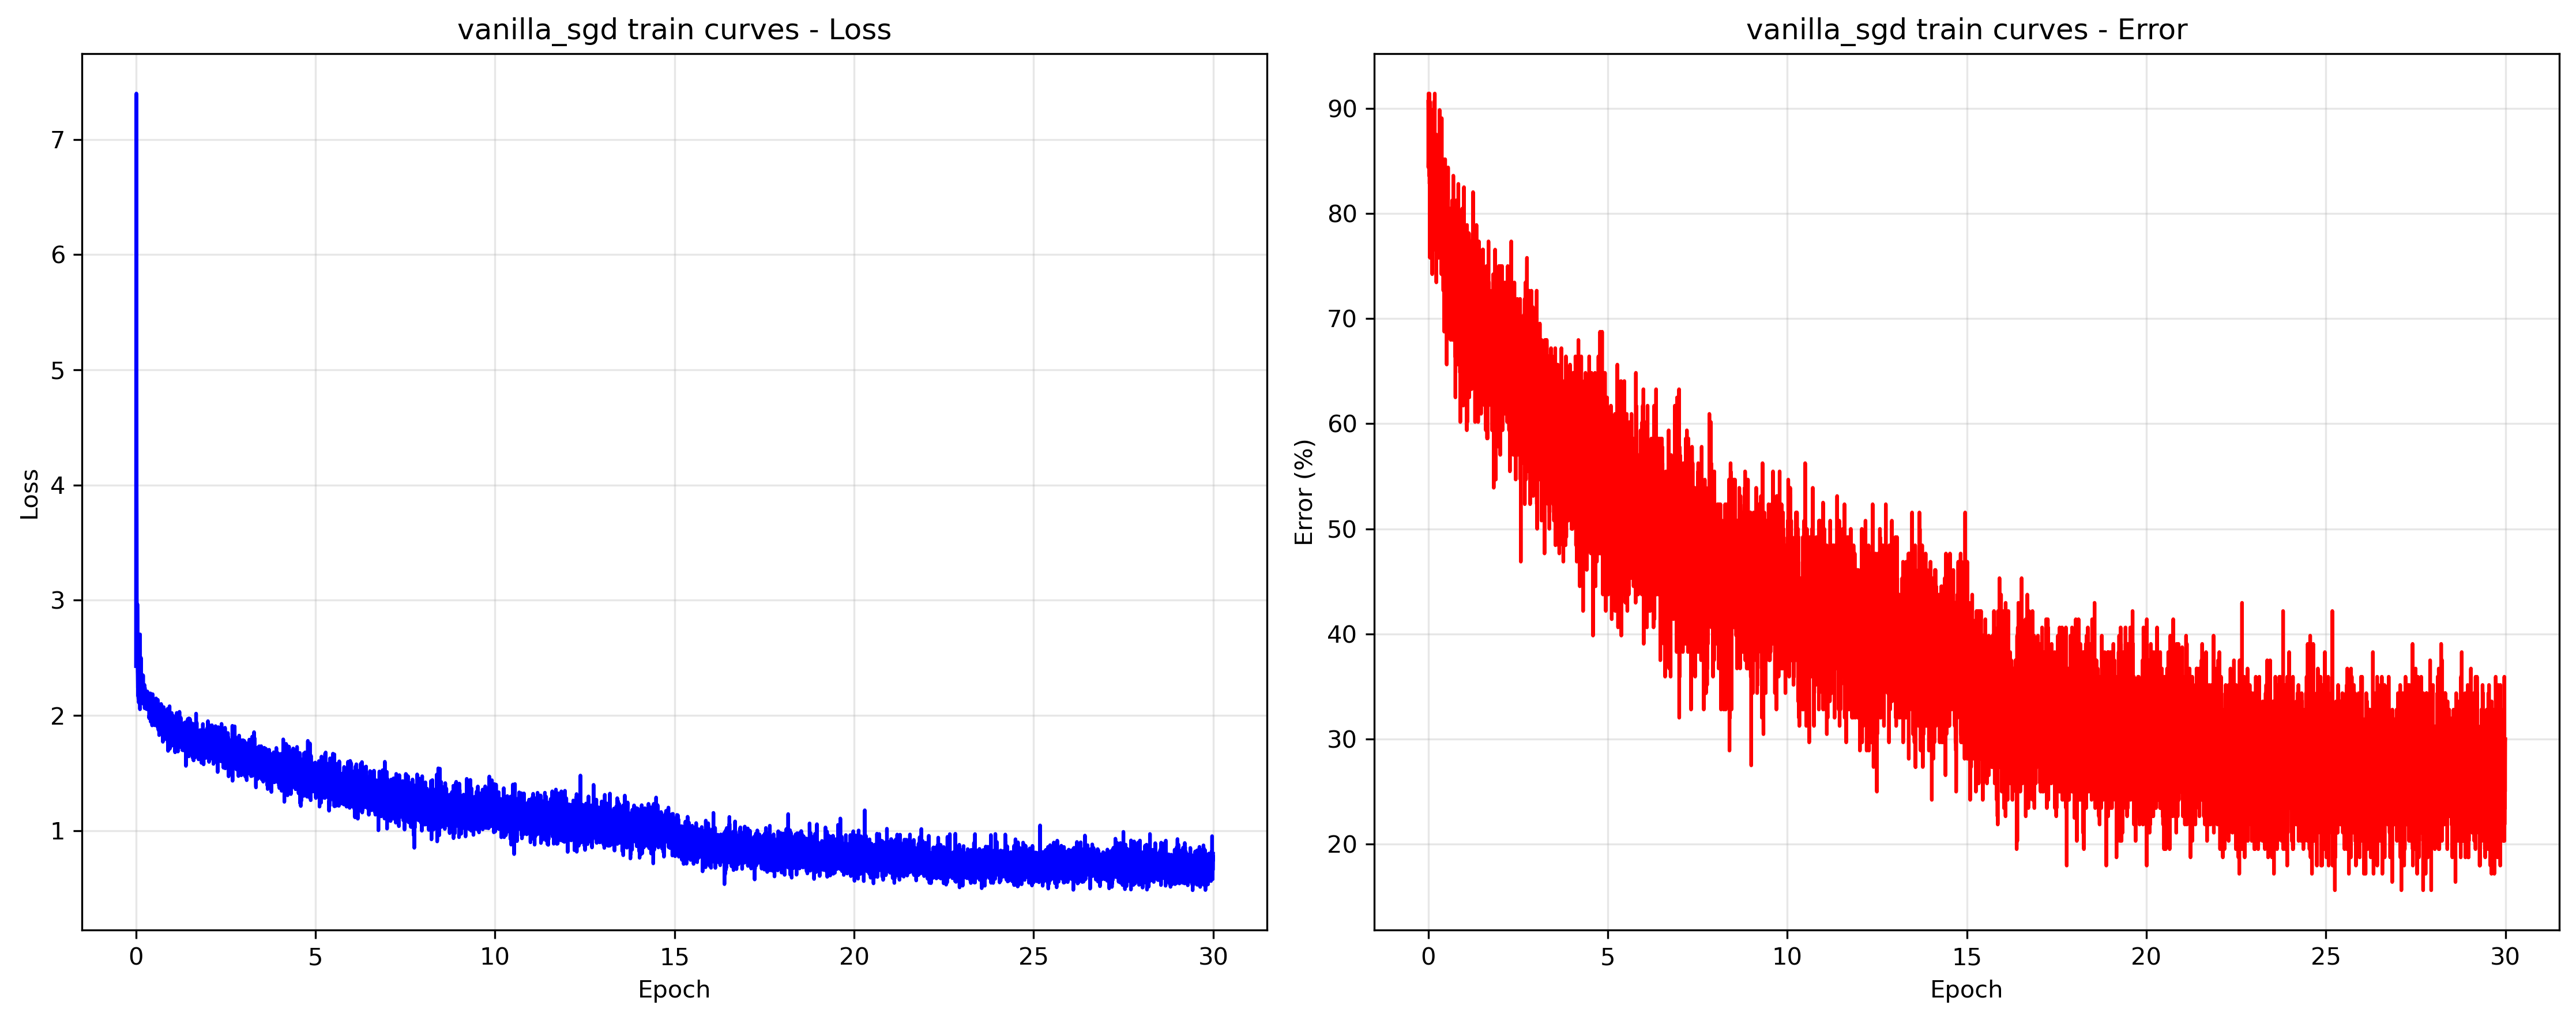 vanilla_sgd train curves - Loss
7
6
5
4
3
2
1
Loss
0 5 10 15 20 25 30
Epoch
vanilla_sgd train curves - Error
90
80
70
60
50
40
30
20
Error (%)
0 5 10 15 20 25 30
Epoch